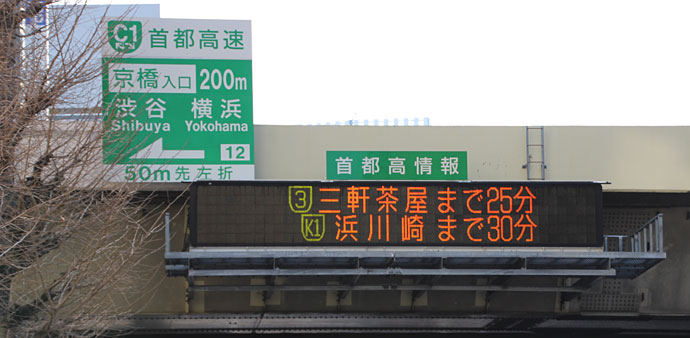 C1 首都高速
京橋入口 200m
渋谷 横浜
Shibuya Yokohama
12
50m先左折
首都高情報
3 三軒茶屋まで25分
K1 浜川崎まで30分